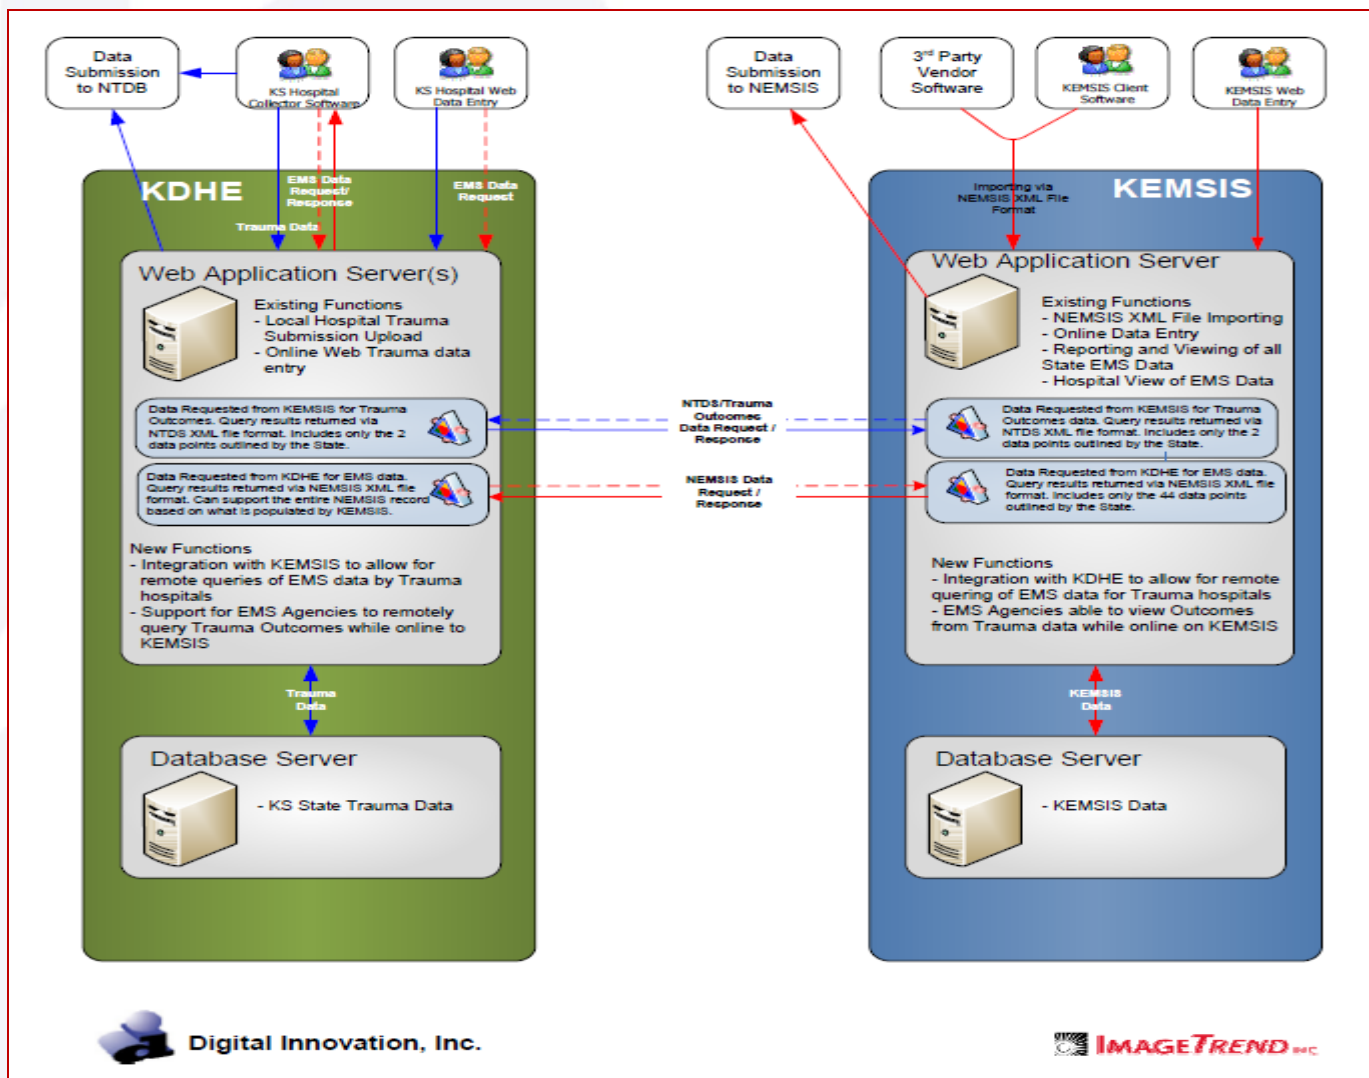 Data
Submission
to NTDB
KS Hospital
Collector Software
KS Hospital Web
Data Entry
Data
Submission
to NEMSIS
3rd Party
Vendor
Software
KEMSIS Client
Software
KEMSIS Web
Data Entry
KDHE
EMS Data
Request/
Response
EMS Data
Request
Trauma Data
Web Application Server(s)
Existing Functions
- Local Hospital Trauma
Submission Upload
- Online Web Trauma data
entry
Data Requested from KEMSIS for Trauma
Outcomes. Query results returned via
NTDS XML file format. Includes only the 2
data points outlined by the State.
Data Requested from KDHE for EMS data.
Query results returned via NEMSIS XML file
format. Can support the entire NEMSIS record
based on what is populated by KEMSIS.
New Functions
- Integration with KEMSIS to allow for
remote queries of EMS data by Trauma
hospitals
- Support for EMS Agencies to remotely
query Trauma Outcomes while online to
KEMSIS
Trauma
Data
Database Server
- KS State Trauma Data
NTDS/Trauma
Outcomes
Data Request /
Response
NEMSIS Data
Request /
Response
KEMSIS
Importing via
NEMSIS XML File
Format
Web Application Server
Existing Functions
- NEMSIS XML File Importing
- Online Data Entry
- Reporting and Viewing of all
State EMS Data
- Hospital View of EMS Data
Data Requested from KEMSIS for Trauma
Outcomes data. Query results returned via
NTDS XML file format. Includes only the 2
data points outlined by the State.
Data Requested from KDHE for EMS data.
Query results returned via NEMSIS XML file
format. Includes only the 44 data points
outlined by the State.
New Functions
- Integration with KDHE to allow for remote
quering of EMS data for Trauma hospitals
- EMS Agencies able to view Outcomes
from Trauma data while online on KEMSIS
KEMSIS
Data
Database Server
- KEMSIS Data
Digital Innovation, Inc.
IMAGETREND INC